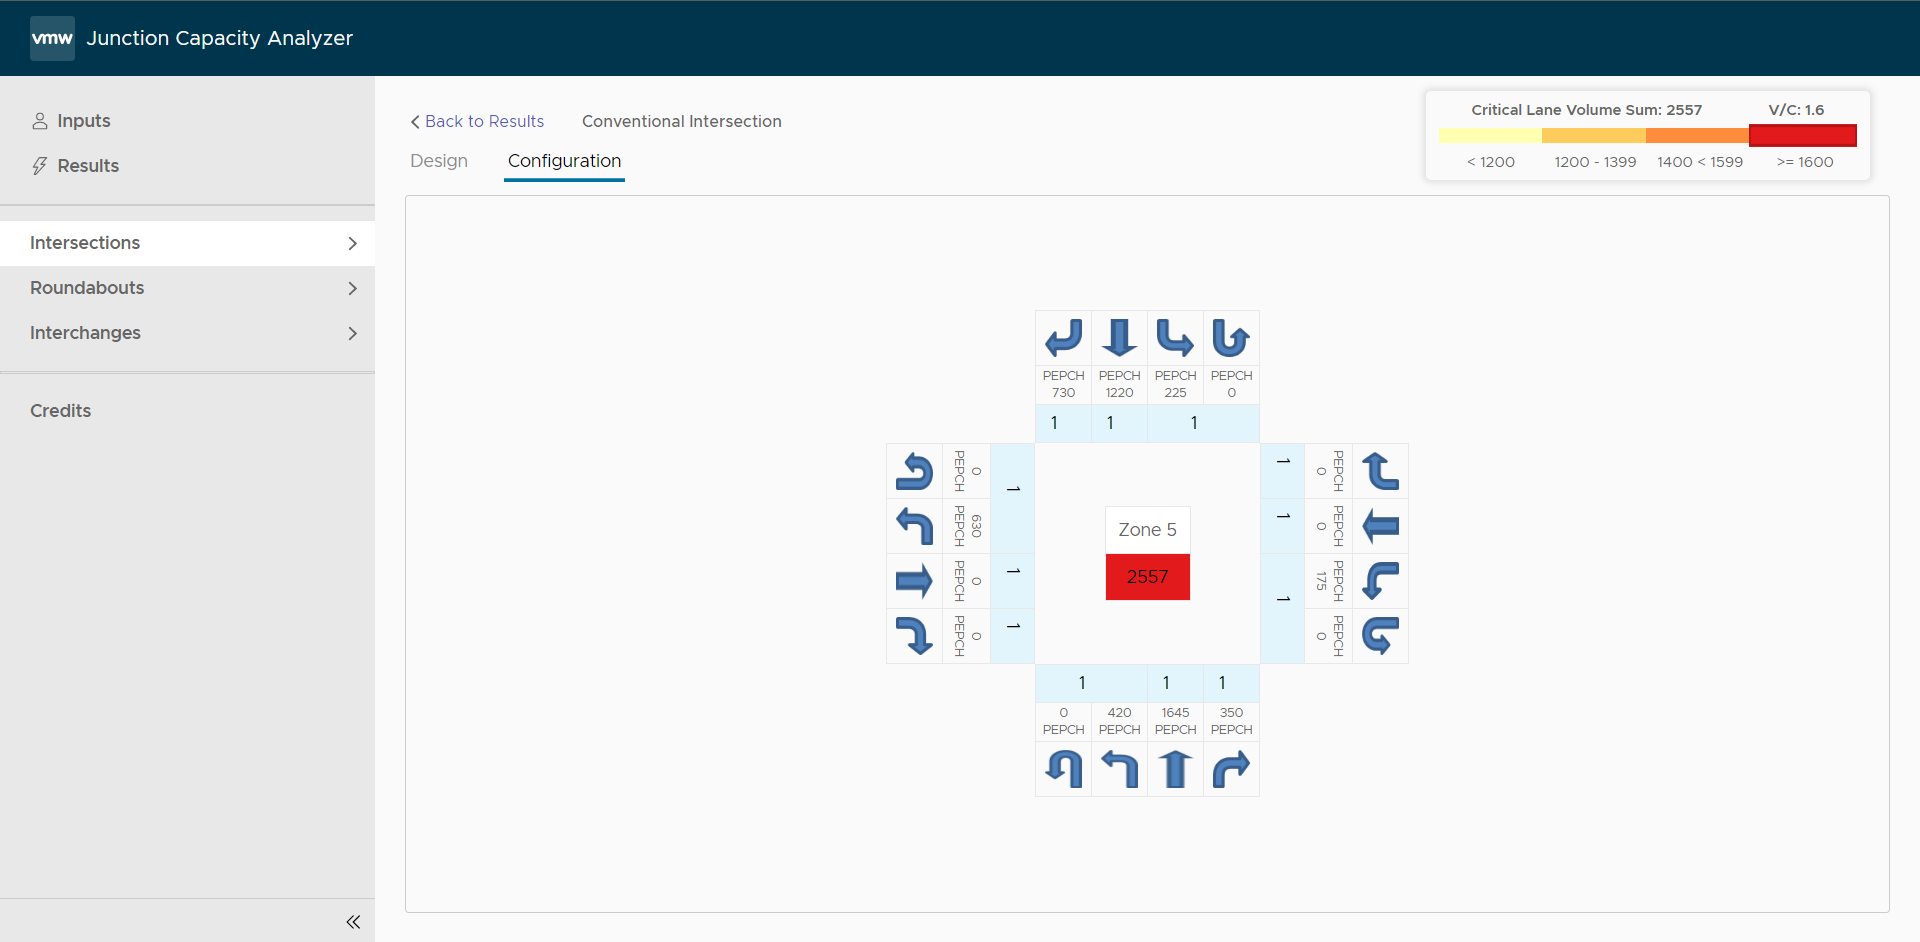 vmw Junction Capacity Analyzer
Inputs
Results
Intersections
Roundabouts
Interchanges
Credits
Back to Results Conventional Intersection
Design Configuration
Critical Lane Volume Sum: 2557 V/C: 1.6
< 1200 1200 - 1399 1400 < 1599 >= 1600
PEPCH PEPCH PEPCH PEPCH
730 1220 225 0
1 1 1
PEPCH 0
PEPCH 630
PEPCH 0
PEPCH 0
1
1
1
Zone 5
2557
1
1
1
PEPCH 0
PEPCH 0
PEPCH 175
PEPCH 0
1 1 1
0 420 1645 350
PEPCH PEPCH PEPCH PEPCH